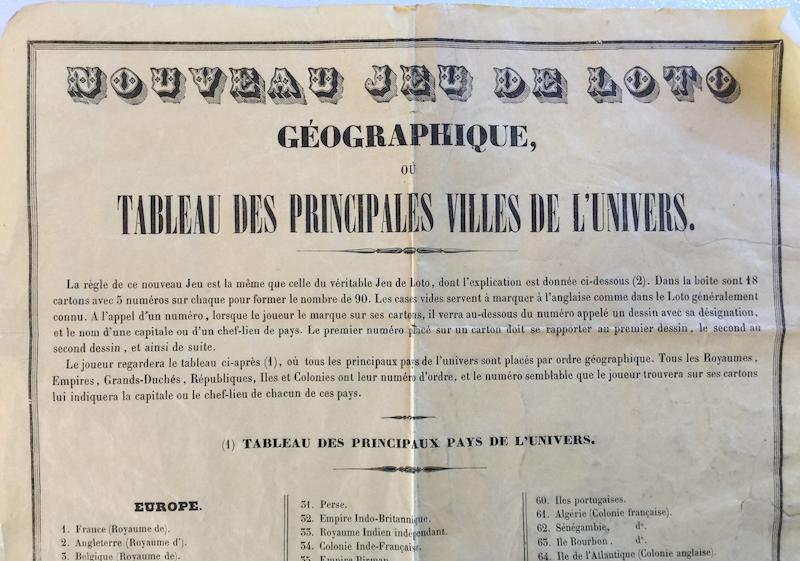 NOUVEAU JEU DE LOTO
GÉOGRAPHIQUE,
OÙ
TABLEAU DES PRINCIPALES VILLES DE L'UNIVERS.
La règle de ce nouveau Jeu est la même que celle du véritable Jeu de Loto, dont l'explication est donnée ci-dessous (2). Dans la boîte sont 18
cartons avec 5 numéros sur chaque pour former le nombre de 90. Les cases vides servent à marquer à l'anglaise comme dans le Loto généralement
connu. A l'appel d'un numéro, lorsque le joueur le marque sur ses cartons, il verra au-dessous du numéro appelé un dessin avec sa désignation,
et le nom d'une capitale ou d'un chef-lieu de pays. Le premier numéro placé sur un carton doit se rapporter au premier dessin, le second au
second dessin, et ainsi de suite.
Le joueur regardera le tableau ci-après (1), où tous les principaux pays de l'univers sont placés par ordre géographique. Tous les Royaumes,
Empires, Grands-Duchés, Républiques, Iles et Colonies ont leur numéro d'ordre, et le numéro semblable que le joueur trouvera sur ses cartons
lui indiquera la capitale ou le chef-lieu de chacun de ces pays.
(1) TABLEAU DES PRINCIPAUX PAYS DE L'UNIVERS.
EUROPE.
1. France (Royaume de).
2. Angleterre (Royaume d').
3. Belgique (Royaume de).
31. Perse.
32. Empire Indo-Britannique.
33. Royaume Indien indépendant.
34. Colonie Inde-Française.
35. Empire Birman.
60. Iles portugaises.
61. Algérie (Colonie française).
62. Sénégambie, do.
63. Ile Bourbon. do.
64. Ile de l'Atlantique (Colonie anglaise).